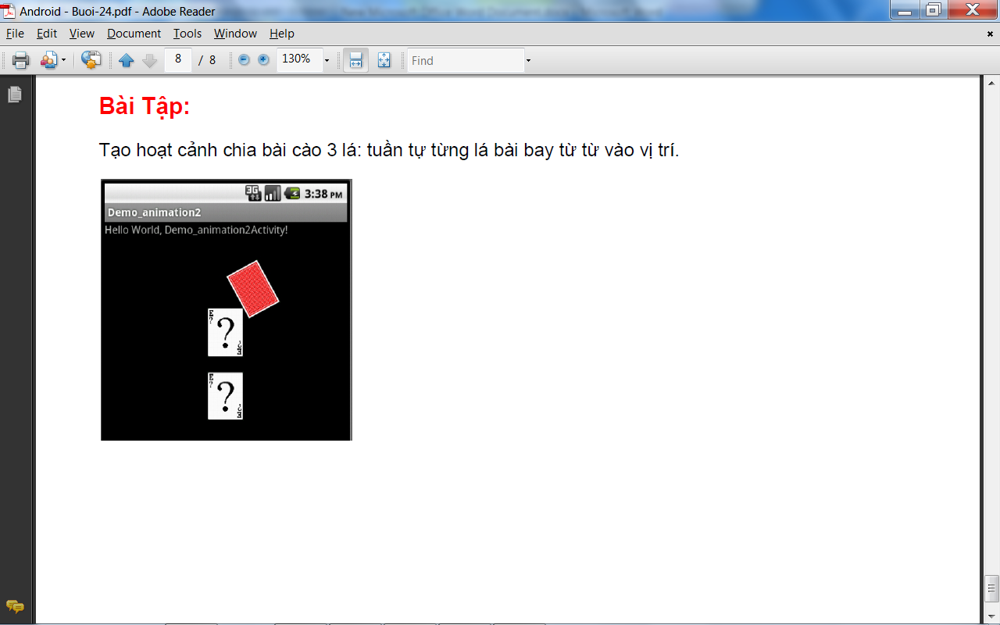 Android - Buoi-24.pdf - Adobe Reader
File Edit View Document Tools Window Help
8 / 8 130% Find
Bài Tập:
Tạo hoạt cảnh chia bài cào 3 lá: tuần tự từng lá bài bay từ từ vào vị trí.
3G 3:38 PM
Demo_animation2
Hello World, Demo_animation2Activity!
E
?
?
?
E
E
?
?
?
E